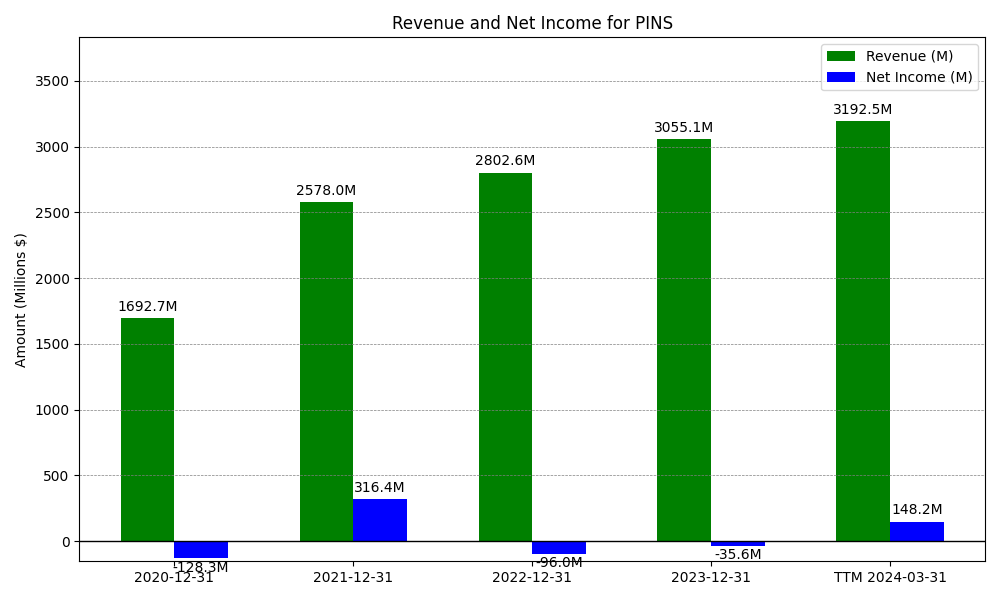 Revenue and Net Income for PINS
Revenue (M)
Net Income (M)
Amount (Millions $)
3500
3000
2500
2000
1500
1000
500
0
1692.7M
-128.3M
2578.0M
316.4M
2802.6M
-96.0M
3055.1M
-35.6M
3192.5M
148.2M
2020-12-31
2021-12-31
2022-12-31
2023-12-31
TTM 2024-03-31